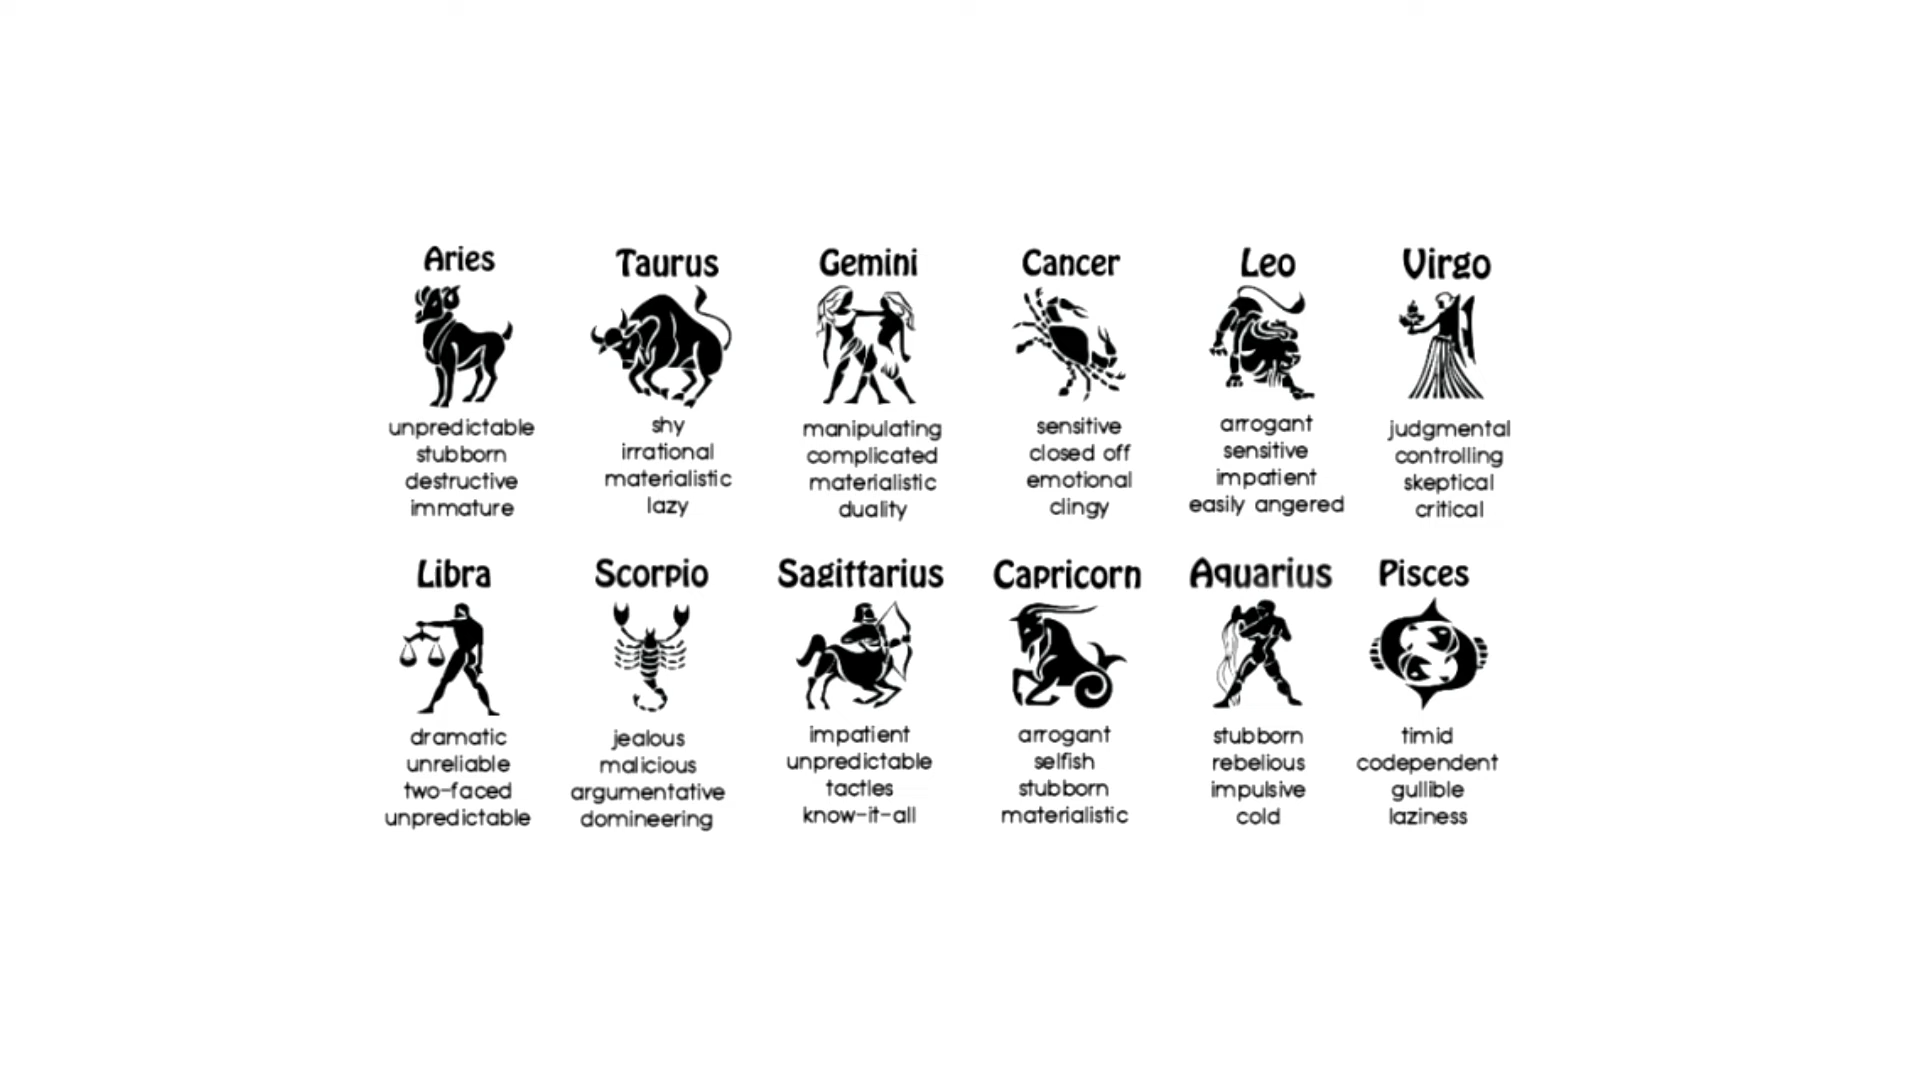 Aries
unpredictable
stubborn
destructive
immature
Taurus
shy
irrational
materialistic
lazy
Gemini
manipulating
complicated
materialistic
duality
Cancer
sensitive
closed off
emotional
clingy
Leo
arrogant
sensitive
impatient
easily angered
Virgo
judgmental
controlling
skeptical
critical
Libra
dramatic
unreliable
two-faced
unpredictable
Scorpio
jealous
malicious
argumentative
domineering
Sagittarius
impatient
unpredictable
tactles
know-it-all
Capricorn
arrogant
selfish
stubborn
materialistic
Aquarius
stubborn
rebelious
impulsive
cold
Pisces
timid
codependent
gullible
laziness